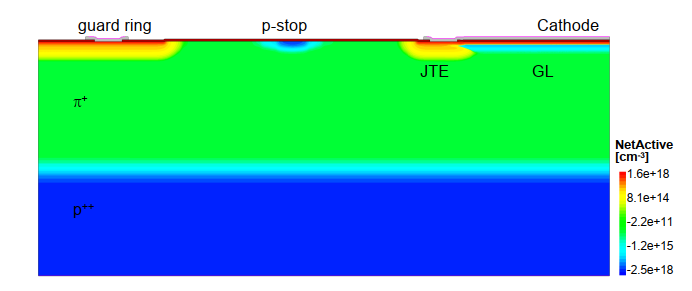 guard ring p-stop Cathode
JTE GL
π+
NetActive
[cm-3]
1.6e+18
8.1e+14
-2.2e+11
-1.2e+15
-2.5e+18
p++